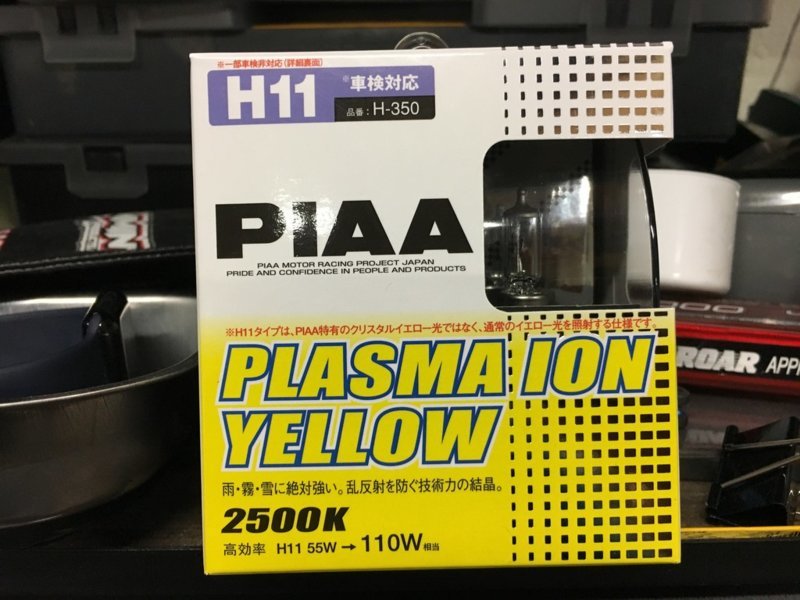 ※一部車検非対応(詳細裏面)
H11
※車検対応
品番:H-350
PIAA
PIAA MOTOR RACING PROJECT JAPAN
PRIDE AND CONFIDENCE IN PEOPLE AND PRODUCTS
※H11タイプは、PIAA特有のクリスタルイエロー光ではなく、通常のイエロー光を照射する仕様です。
PLASMA ION
YELLOW
雨・霧・雪に絶対強い。乱反射を防ぐ技術力の結晶。
2500K
高効率 H11 55W→110W相当
ROAR APP